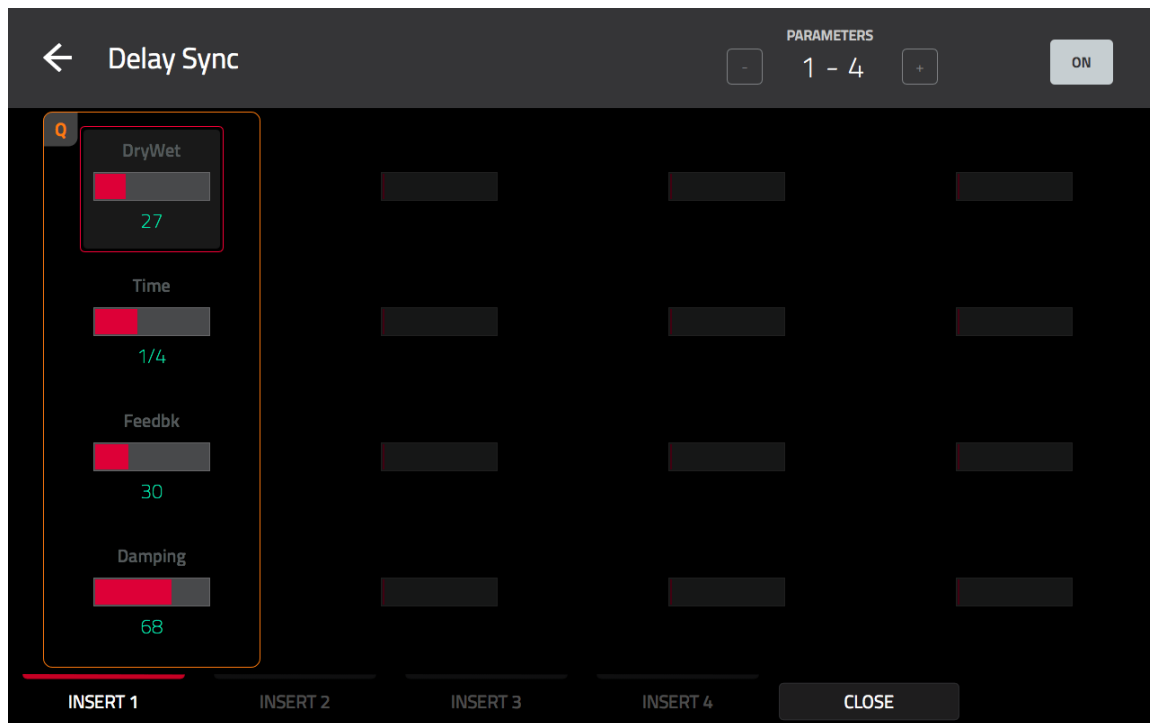 Delay Sync
PARAMETERS
- 1 - 4 +
ON
Q
DryWet
27
Time
1/4
Feedbk
30
Damping
68
INSERT 1 INSERT 2 INSERT 3 INSERT 4 CLOSE